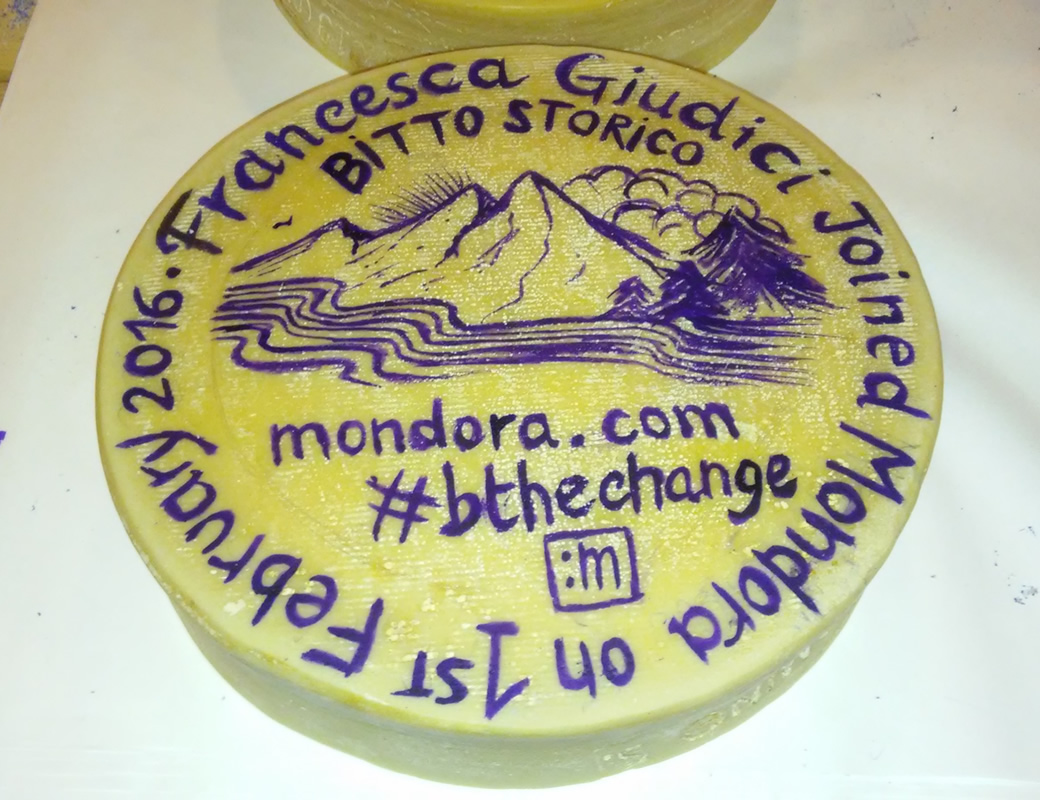 Francesca Giudici Joined Mondora on 1st February 2016.
BiTTO STORiCO
mondora.com
#bthechange
:m